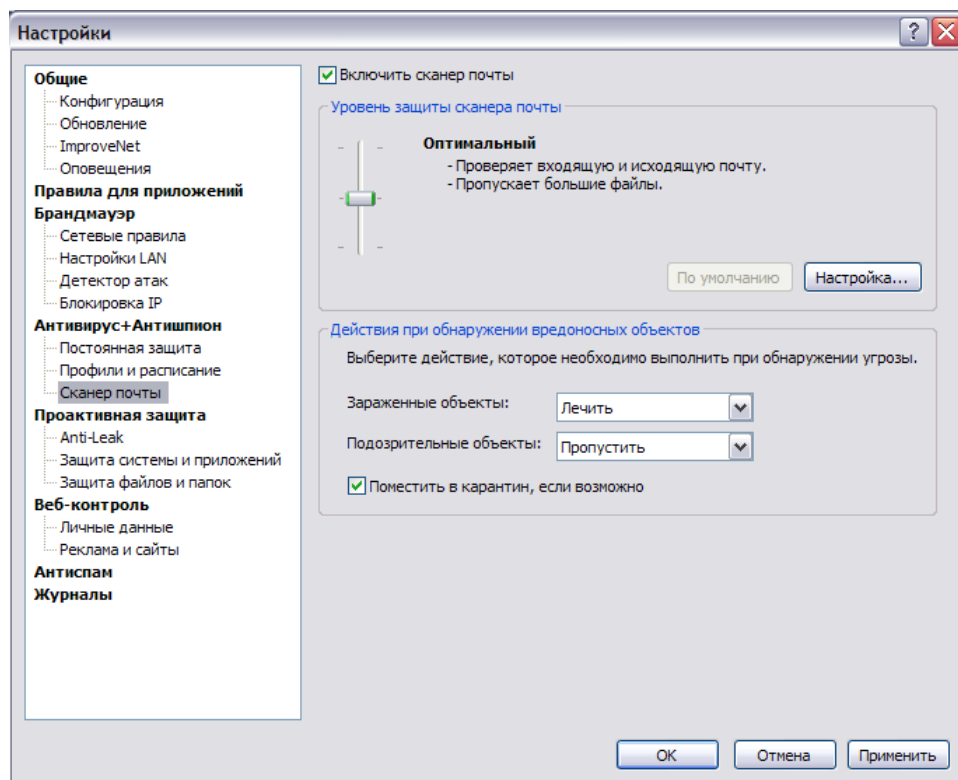 Настройки
Общие
Конфигурация
Обновление
ImproveNet
Оповещения
Правила для приложений
Брандмауэр
Сетевые правила
Настройки LAN
Детектор атак
Блокировка IP
Антивирус+Антишпион
Постоянная защита
Профили и расписание
Сканер почты
Проактивная защита
Anti-Leak
Защита системы и приложений
Защита файлов и папок
Веб-контроль
Личные данные
Реклама и сайты
Антиспам
Журналы
Включить сканер почты
Уровень защиты сканера почты
Оптимальный
- Проверяет входящую и исходящую почту.
- Пропускает большие файлы.
По умолчанию
Настройка...
Действия при обнаружении вредоносных объектов
Выберите действие, которое необходимо выполнить при обнаружении угрозы.
Зараженные объекты: Лечить
Подозрительные объекты: Пропустить
Поместить в карантин, если возможно
OK Отмена Применить